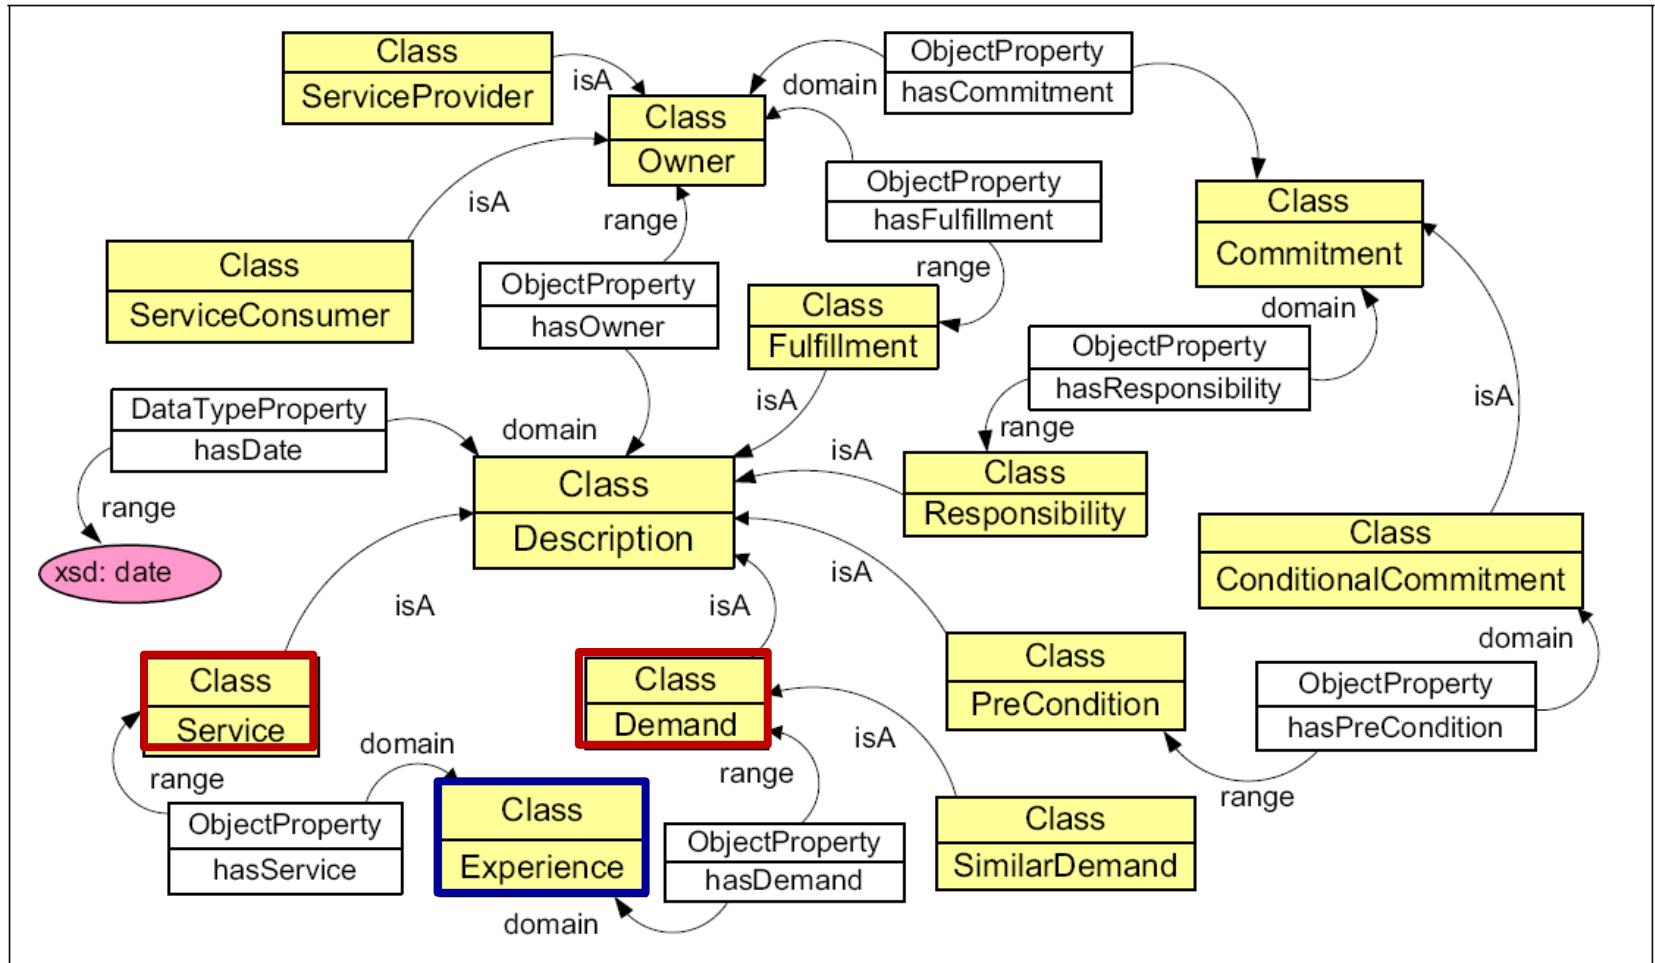 Class
ServiceProvider
isA
ObjectProperty
hasCommitment
domain
Class
Owner
isA
ObjectProperty
hasFulfillment
range
Class
Commitment
Class
ServiceConsumer
ObjectProperty
hasOwner
range
Class
Fulfillment
domain
ObjectProperty
hasResponsibility
isA
DataTypeProperty
hasDate
domain
isA
range
range
isA
Class
Responsibility
Class
Description
Class
ConditionalCommitment
xsd: date
isA
isA
isA
domain
Class
Service
Class
Demand
Class
PreCondition
ObjectProperty
hasPreCondition
domain
range
range
isA
range
ObjectProperty
hasService
Class
Experience
ObjectProperty
hasDemand
Class
SimilarDemand
domain